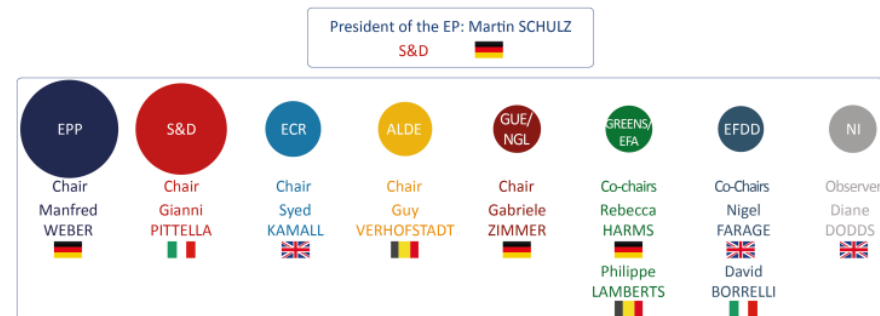 President of the EP: Martin SCHULZ
S&D
EPP
S&D
ECR
ALDE
GUE/
NGL
GREENS/
EFA
EFDD
NI
Chair
Chair
Chair
Chair
Chair
Co-chairs
Co-Chairs
Observer
Manfred
WEBER
Gianni
PITTELLA
Syed
KAMALL
Guy
VERHOFSTADT
Gabriele
ZIMMER
Rebecca
HARMS
Nigel
FARAGE
Diane
DODDS
Philippe
LAMBERTS
David
BORRELLI